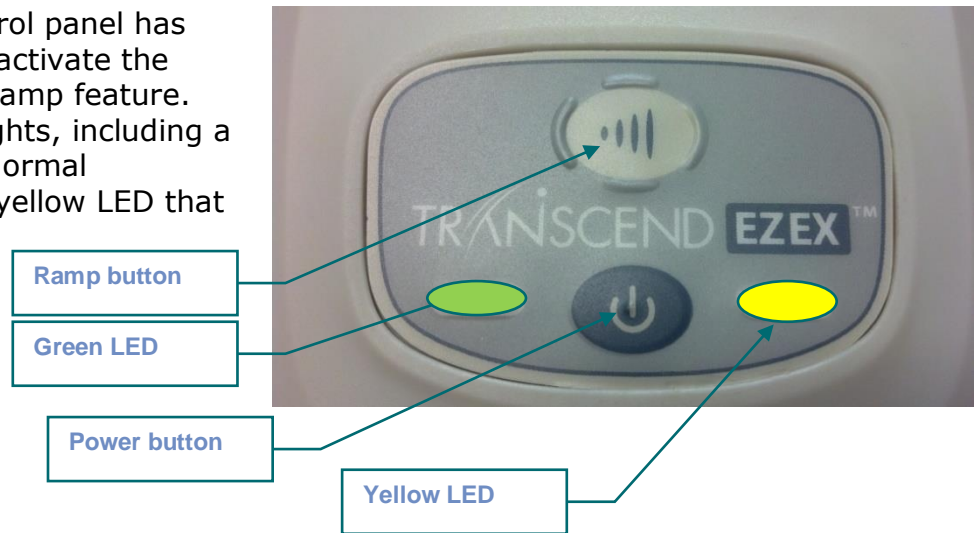 rol panel has
activate the
amp feature.
ghts, including a
ormal
yellow LED that
TRANSCEND EZEX™
Ramp button
Green LED
Power button
Yellow LED